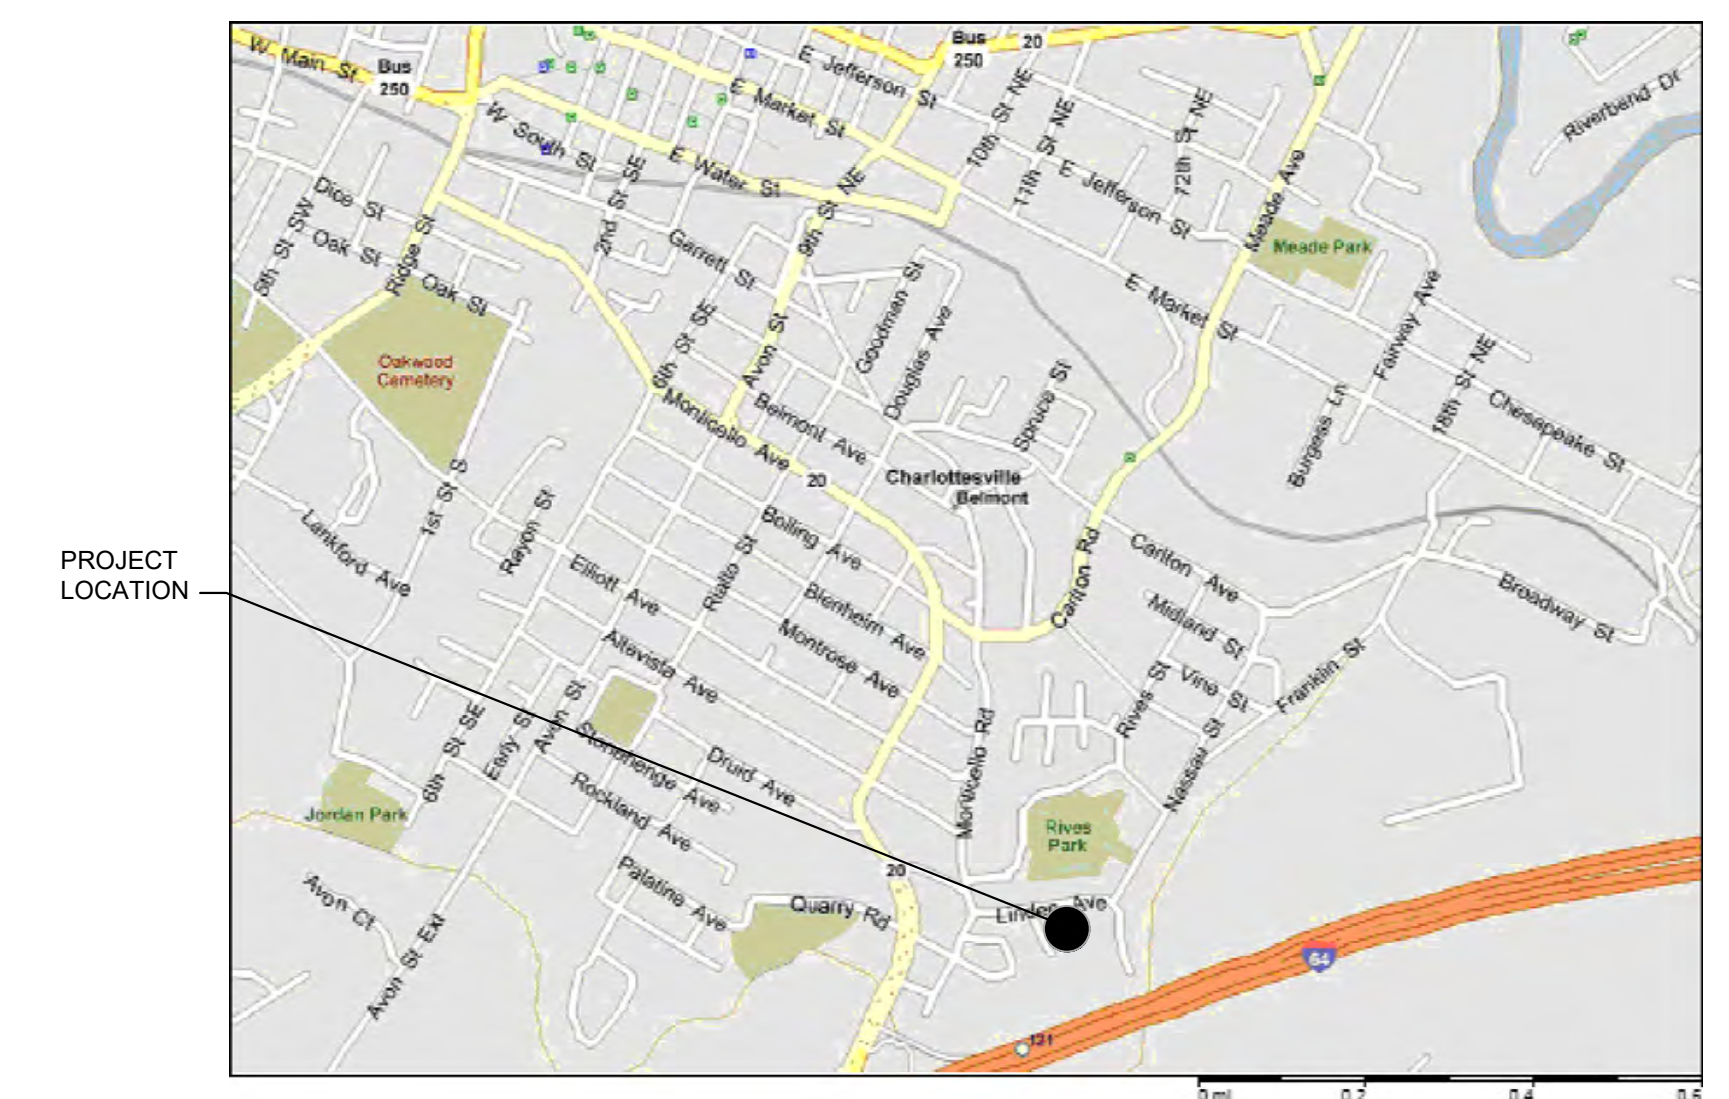 W Main St
Bus
250
Bus
250
20
E Jefferson St
E Market St
W South St
E Water St
10th St NE
11th St NE
12th St NE
Riverbend Dr
Meade Ave
Dice St
2nd St SE
9th St NE
E Jefferson St
Oak St
Ridge St
Garrett St
Meade Park
Oak St
Goodman St
E Market St
Fairway Ave
6th St SE
Avon St
Douglas Ave
Oakwood
Cemetery
Spruce St
18th St NE
Monticello Ave
Belmont Ave
Burgess Ln
Chesapeake St
20
Charlottesville
Belmont
1st St S
Rayon St
Lankford Ave
Bolling Ave
Carlton Rd
Carlton Ave
PROJECT
LOCATION
Elliott Ave
Rialto St
Blenheim Ave
Midland St
Broadway St
Altavista Ave
Montrose Ave
Vine St
Franklin St
Rives St
6th St SE
Early S
Avon St
Stonehenge Ave
Druid Ave
Monticello Rd
Nassau St
Jordan Park
Rockland Ave
Rives
Park
20
Palatine Ave
Avon Ct
Quarry Rd
Linden Ave
Avon St Ext
64
121
0 mi
0.2
0.4